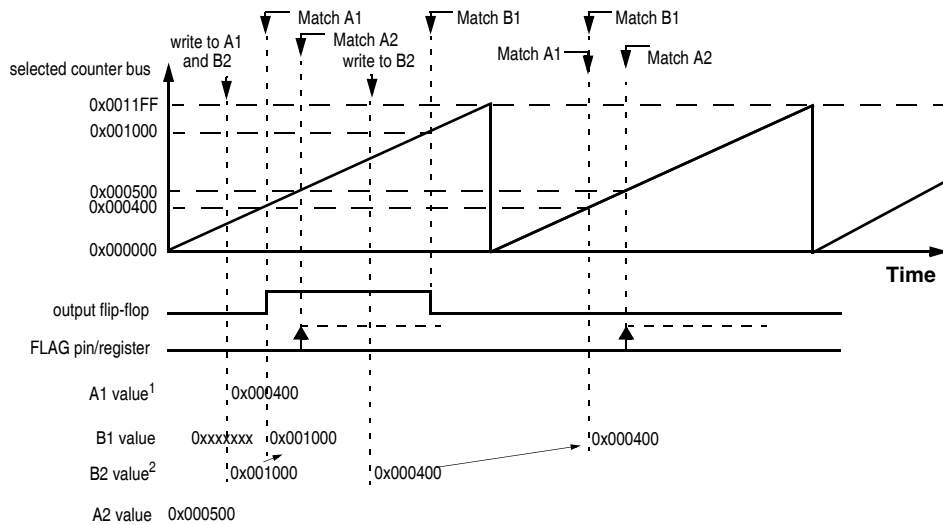 Match A1
Match B1
Match B1
write to A1
and B2
Match A2
write to B2
Match A1
Match A2
selected counter bus
0x0011FF
0x001000
0x000500
0x000400
0x000000
Time
output flip-flop
FLAG pin/register
A1 value1 0x000400
B1 value 0xxxxxxx 0x001000 0x000400
B2 value2 0x001000 0x000400
A2 value 0x000500